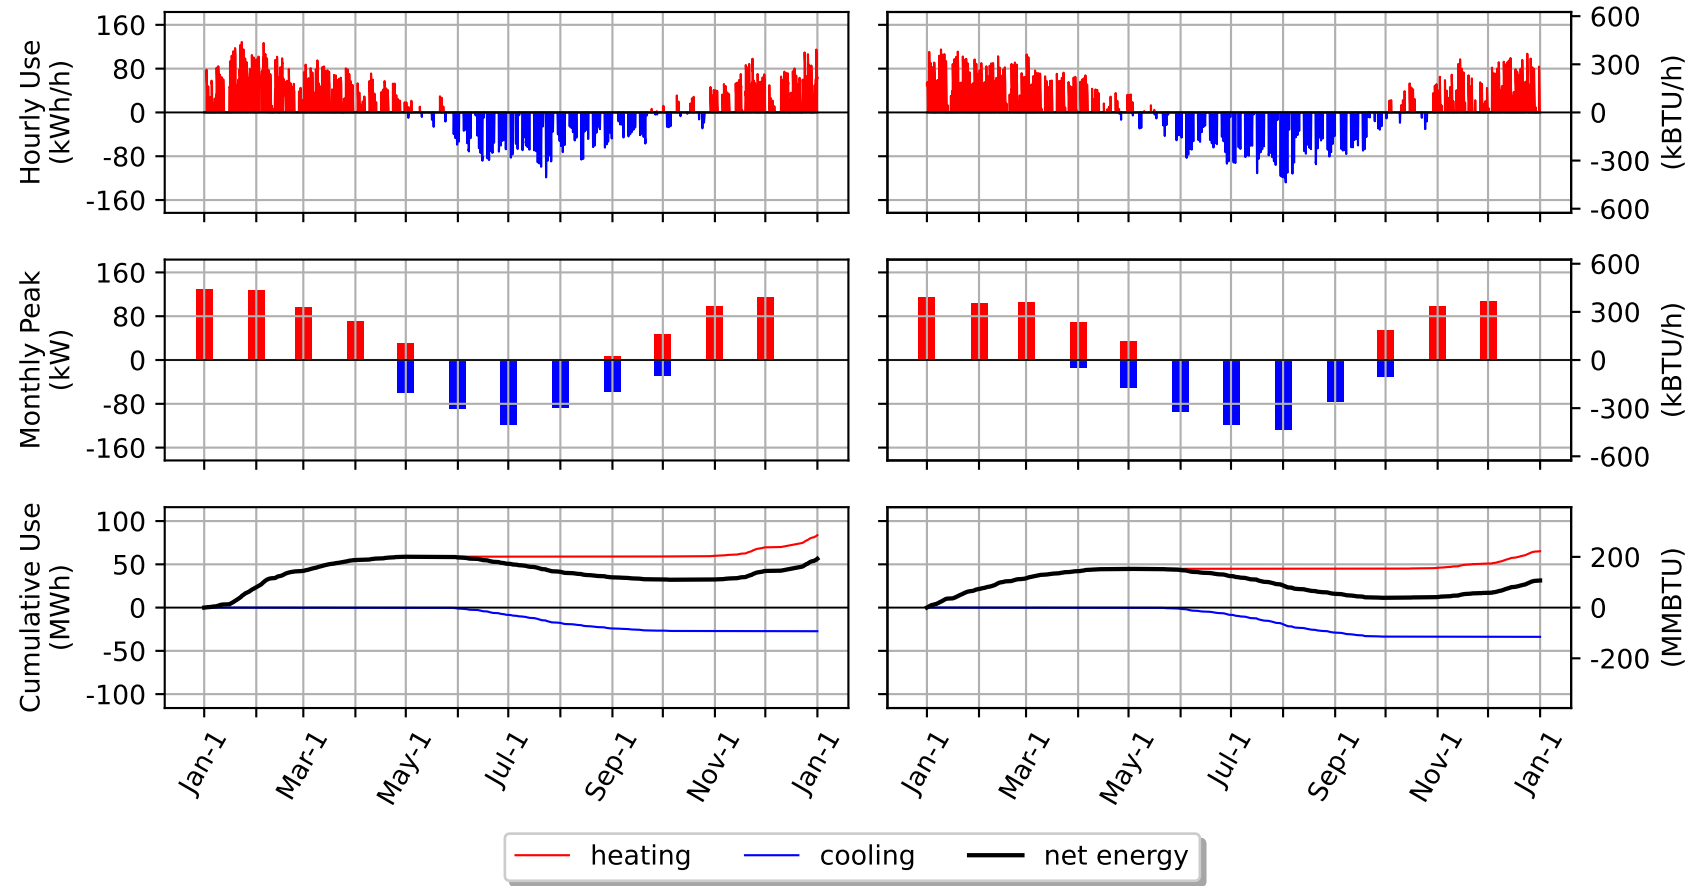 Hourly Use
(kWh/h)
160
80
0
-80
-160
600
300
0
-300
-600
(kBTU/h)
Monthly Peak
(kW)
160
80
0
-80
-160
600
300
0
-300
-600
(kBTU/h)
Cumulative Use
(MWh)
100
50
0
-50
-100
200
0
-200
(MMBTU)
Jan-1 Mar-1 May-1 Jul-1 Sep-1 Nov-1 Jan-1
Jan-1 Mar-1 May-1 Jul-1 Sep-1 Nov-1 Jan-1
heating cooling net energy